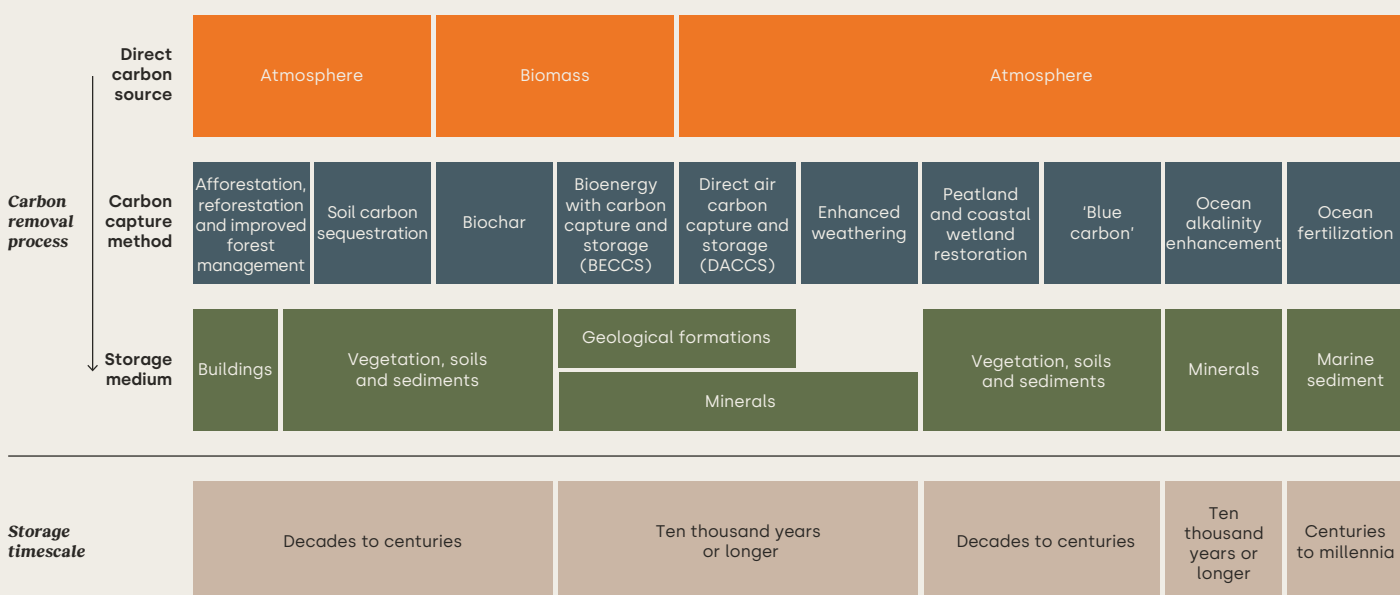 Direct
carbon
source
Atmosphere
Biomass
Atmosphere
Carbon
removal
process
Carbon
capture
method
Afforestation,
reforestation
and improved
forest
management
Soil carbon
sequestration
Biochar
Bioenergy
with carbon
capture and
storage
(BECCS)
Direct air
carbon
capture and
storage
(DACCS)
Enhanced
weathering
Peatland
and coastal
wetland
restoration
‘Blue
carbon’
Ocean
alkalinity
enhancement
Ocean
fertilization
Storage
medium
Buildings
Vegetation, soils
and sediments
Geological formations
Minerals
Vegetation, soils
and sediments
Minerals
Marine
sediment
Storage
timescale
Decades to centuries
Ten thousand years
or longer
Decades to centuries
Ten
thousand
years or
longer
Centuries
to millennia